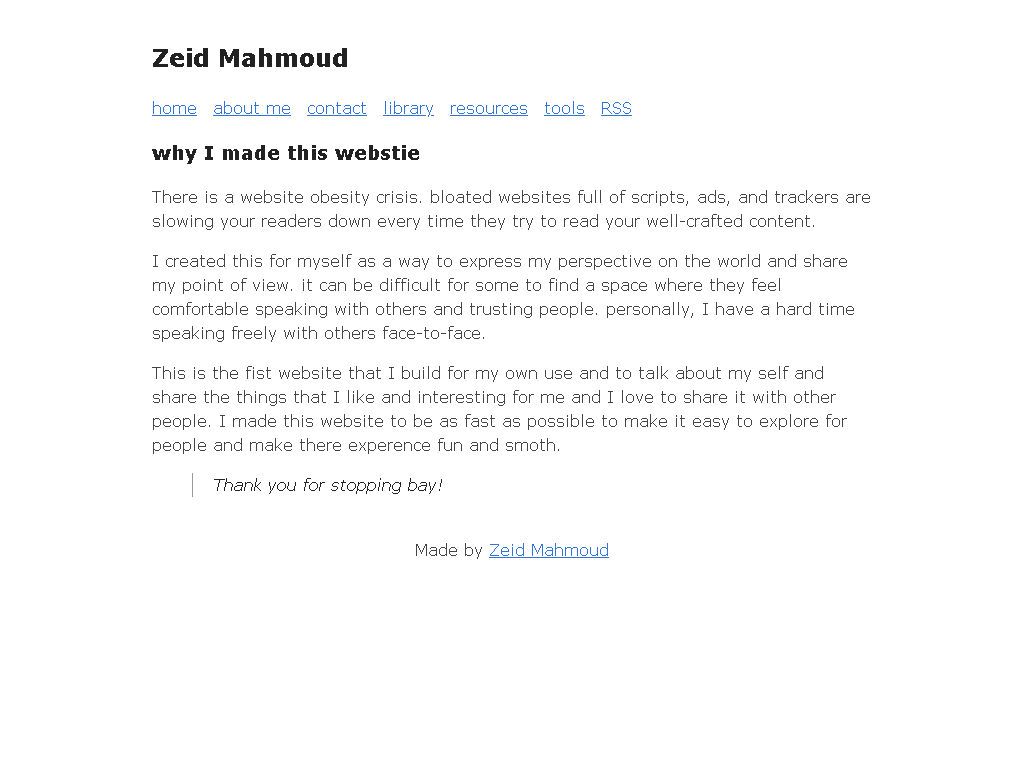 Zeid Mahmoud
home about me contact library resources tools RSS
why I made this webstie
There is a website obesity crisis. bloated websites full of scripts, ads, and trackers are
slowing your readers down every time they try to read your well-crafted content.
I created this for myself as a way to express my perspective on the world and share
my point of view. it can be difficult for some to find a space where they feel
comfortable speaking with others and trusting people. personally, I have a hard time
speaking freely with others face-to-face.
This is the fist website that I build for my own use and to talk about my self and
share the things that I like and interesting for me and I love to share it with other
people. I made this website to be as fast as possible to make it easy to explore for
people and make there experence fun and smoth.
Thank you for stopping bay!
Made by Zeid Mahmoud